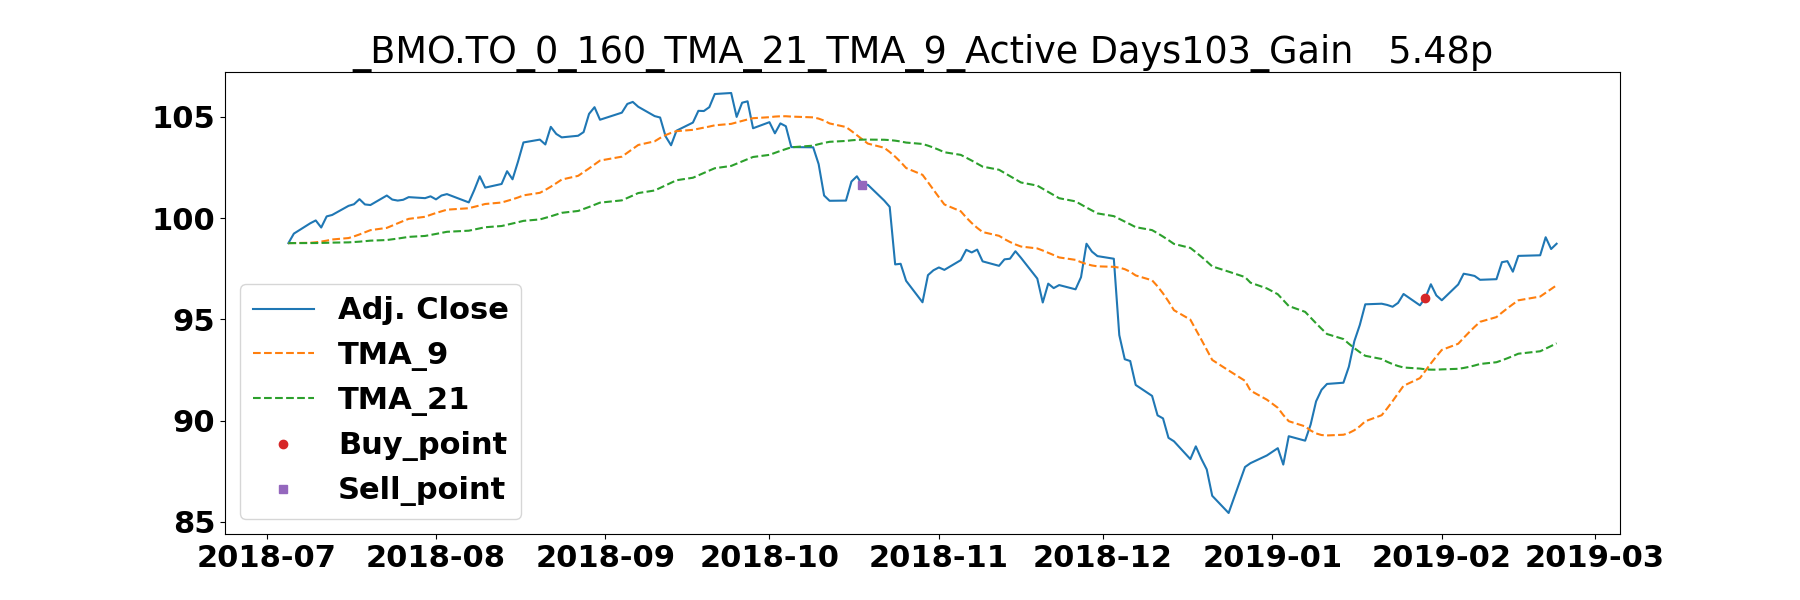 _BMO.TO_0_160_TMA_21_TMA_9_Active Days103_Gain   5.48p
105
100
95
90
85
Adj. Close
TMA_9
TMA_21
Buy_point
Sell_point
2018-07 2018-08 2018-09 2018-10 2018-11 2018-12 2019-01 2019-02 2019-03